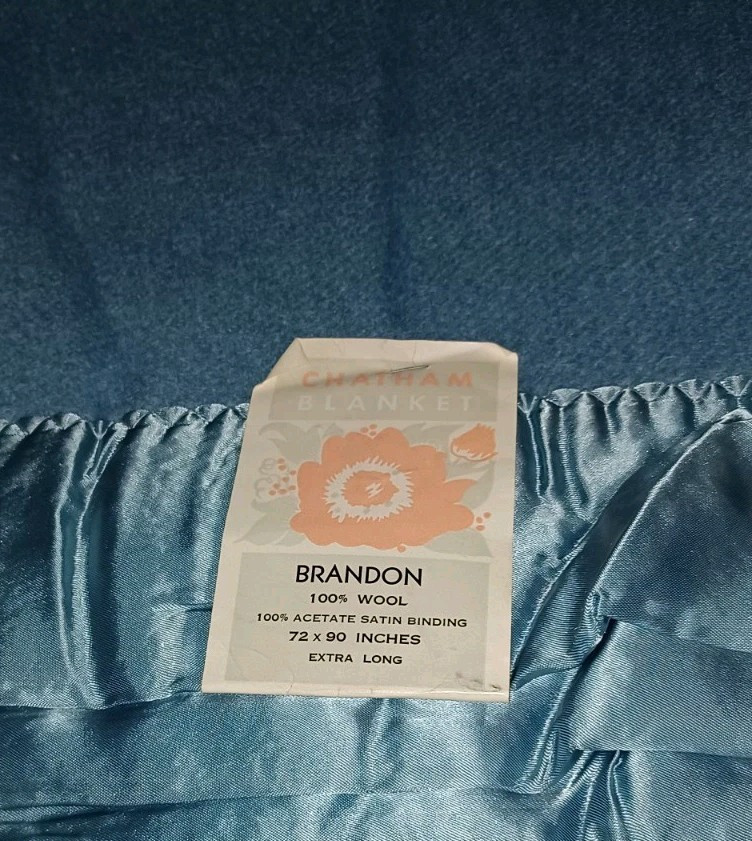 CHATHAM
BLANKET
BRANDON
100% WOOL
100% ACETATE SATIN BINDING
72 x 90 INCHES
EXTRA LONG